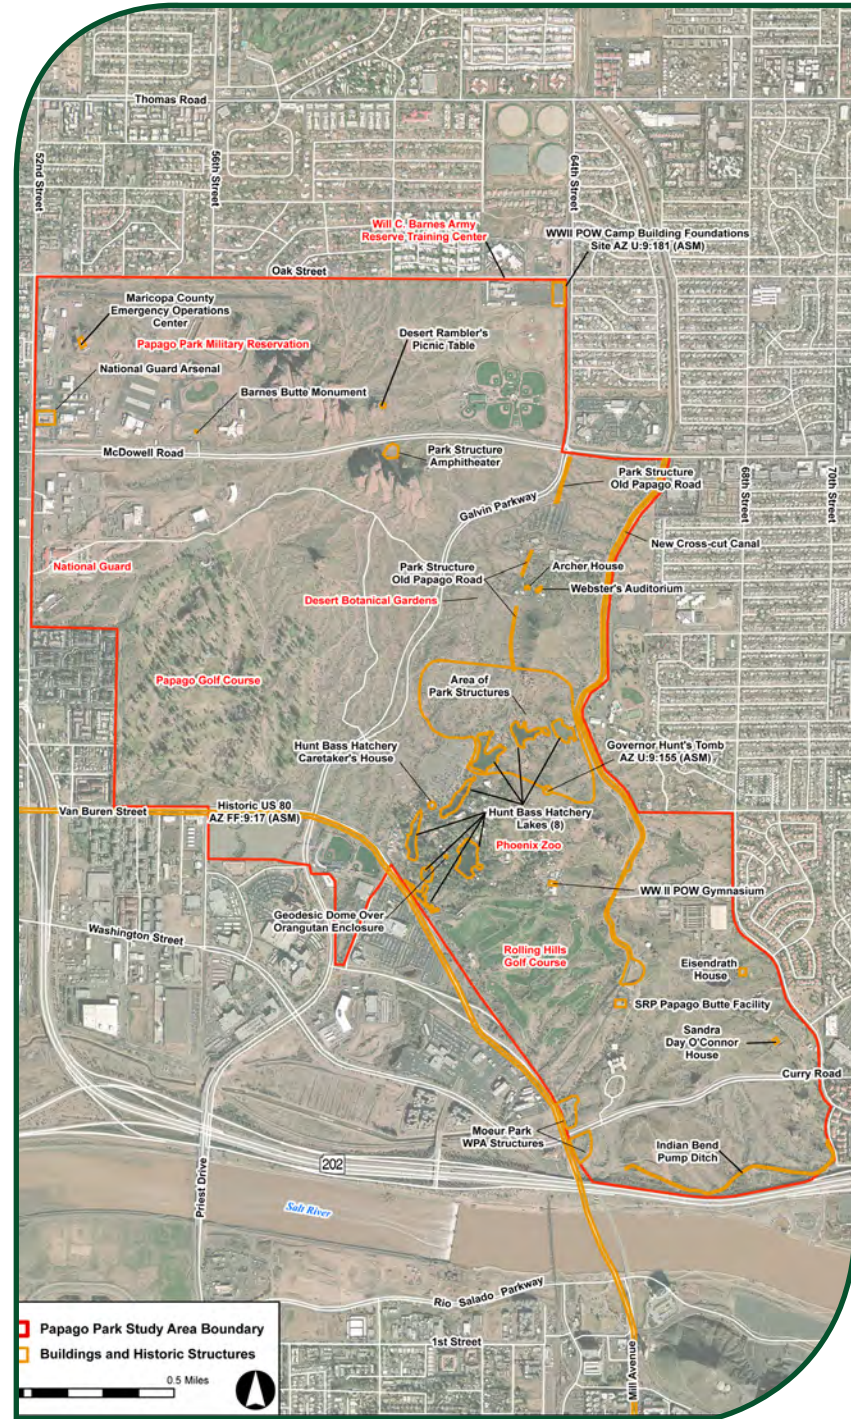 Thomas Road
52nd Street
56th Street
64th Street
Will C. Barnes Army
Reserve Training Center
WWII POW Camp Building Foundations
Site AZ U:9:181 (ASM)
Oak Street
Maricopa County
Emergency Operations
Center
Papago Park Military Reservation
Desert Rambler's
Picnic Table
National Guard Arsenal
Barnes Butte Monument
McDowell Road
Park Structure
Amphitheater
Park Structure
Old Papago Road
68th Street
70th Street
Galvin Parkway
New Cross-cut Canal
National Guard
Park Structure
Old Papago Road
Archer House
Webster's Auditorium
Desert Botanical Gardens
Papago Golf Course
Area of
Park Structures
Hunt Bass Hatchery
Caretaker's House
Governor Hunt's Tomb
AZ U:9:155 (ASM)
Van Buren Street
Historic US 80
AZ FF:9:17 (ASM)
Hunt Bass Hatchery
Lakes (8)
Phoenix Zoo
WW II POW Gymnasium
Geodesic Dome Over
Orangutan Enclosure
Washington Street
Rolling Hills
Golf Course
Eisendrath
House
SRP Papago Butte Facility
Sandra
Day O'Connor
House
Curry Road
Moeur Park
WPA Structures
Indian Bend
Pump Ditch
202
Priest Drive
Salt River
Rio Salado Parkway
1st Street
Mill Avenue
Papago Park Study Area Boundary
Buildings and Historic Structures
0.5 Miles